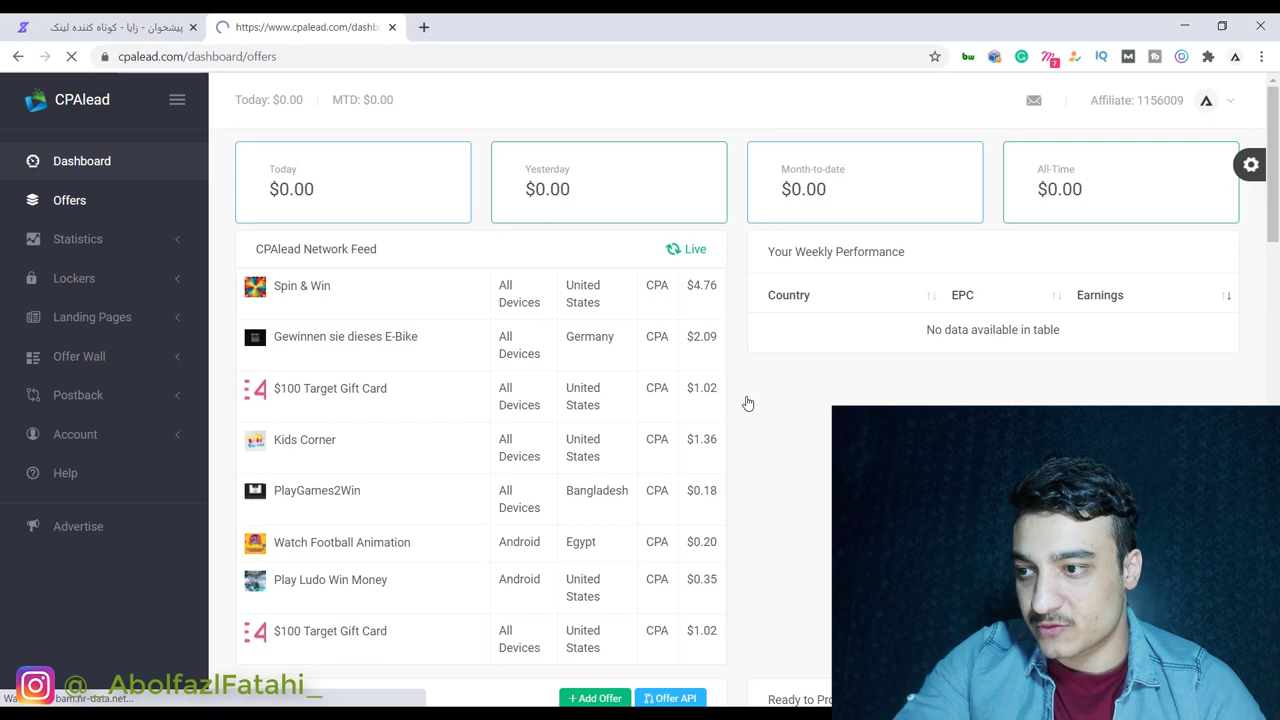 پیشخوان - زایا - کوتاه کننده لینک
https://www.cpalead.com/dashb
cpalead.com/dashboard/offers
7
CPAlead
Today: $0.00
MTD: $0.00
Affiliate: 1156009
Dashboard
Offers
Statistics
Lockers
Landing Pages
Offer Wall
Postback
Account
Help
Advertise
Today
$0.00
Yesterday
$0.00
Month-to-date
$0.00
All-Time
$0.00
CPAlead Network Feed
Live
Spin & Win All Devices United States CPA $4.76
Gewinnen sie dieses E-Bike All Devices Germany CPA $2.09
$100 Target Gift Card All Devices United States CPA $1.02
Kids Corner All Devices United States CPA $1.36
PlayGames2Win All Devices Bangladesh CPA $0.18
Watch Football Animation Android Egypt CPA $0.20
Play Ludo Win Money Android United States CPA $0.35
$100 Target Gift Card All Devices United States CPA $1.02
Your Weekly Performance
Country EPC Earnings
No data available in table
+ Add Offer
Offer API
@_AbolfazlFatahi_